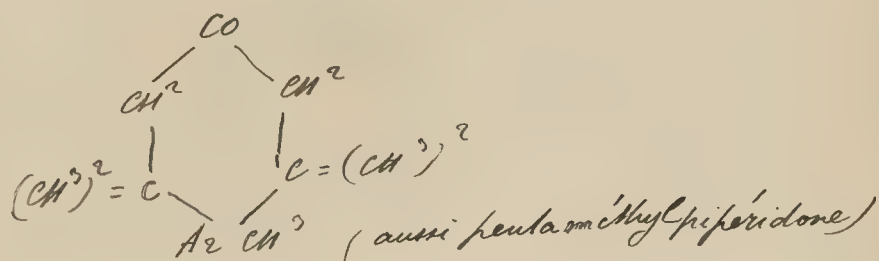 CO
CH² CH²
(CH³)² = C C = (CH³)²
Az CH³ (aussi pentaméthylpipéridone)